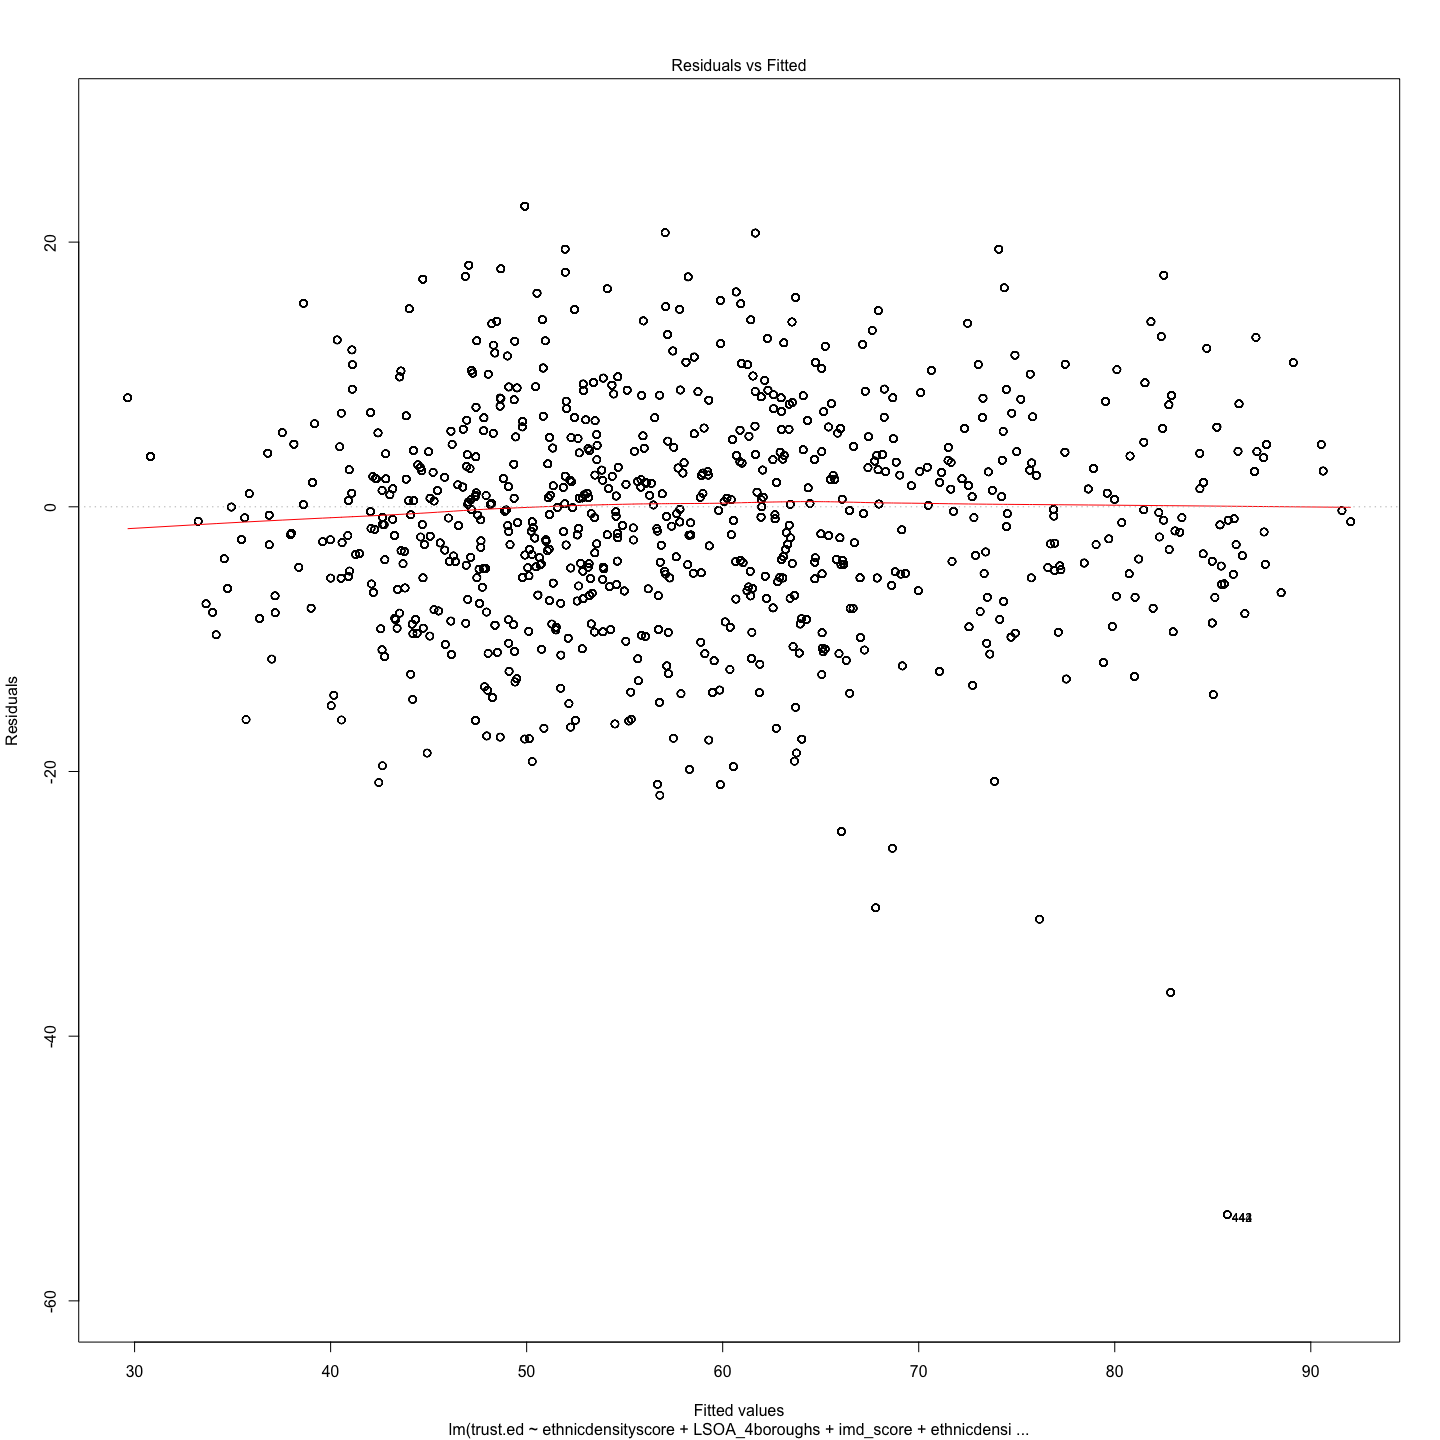 Residuals vs Fitted
20
0
-20
-40
-60
Residuals
30 40 50 60 70 80 90
Fitted values
lm(trust.ed ~ ethnicdensityscore + LSOA_4boroughs + imd_score + ethnicdensi ...